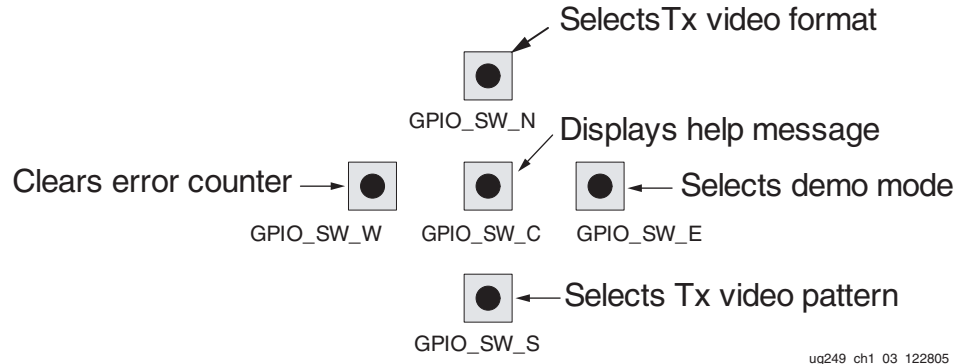 SelectsTx video format
GPIO_SW_N
Displays help message
Clears error counter
Selects demo mode
GPIO_SW_W
GPIO_SW_C
GPIO_SW_E
Selects Tx video pattern
GPIO_SW_S
ug249_ch1_03_122805